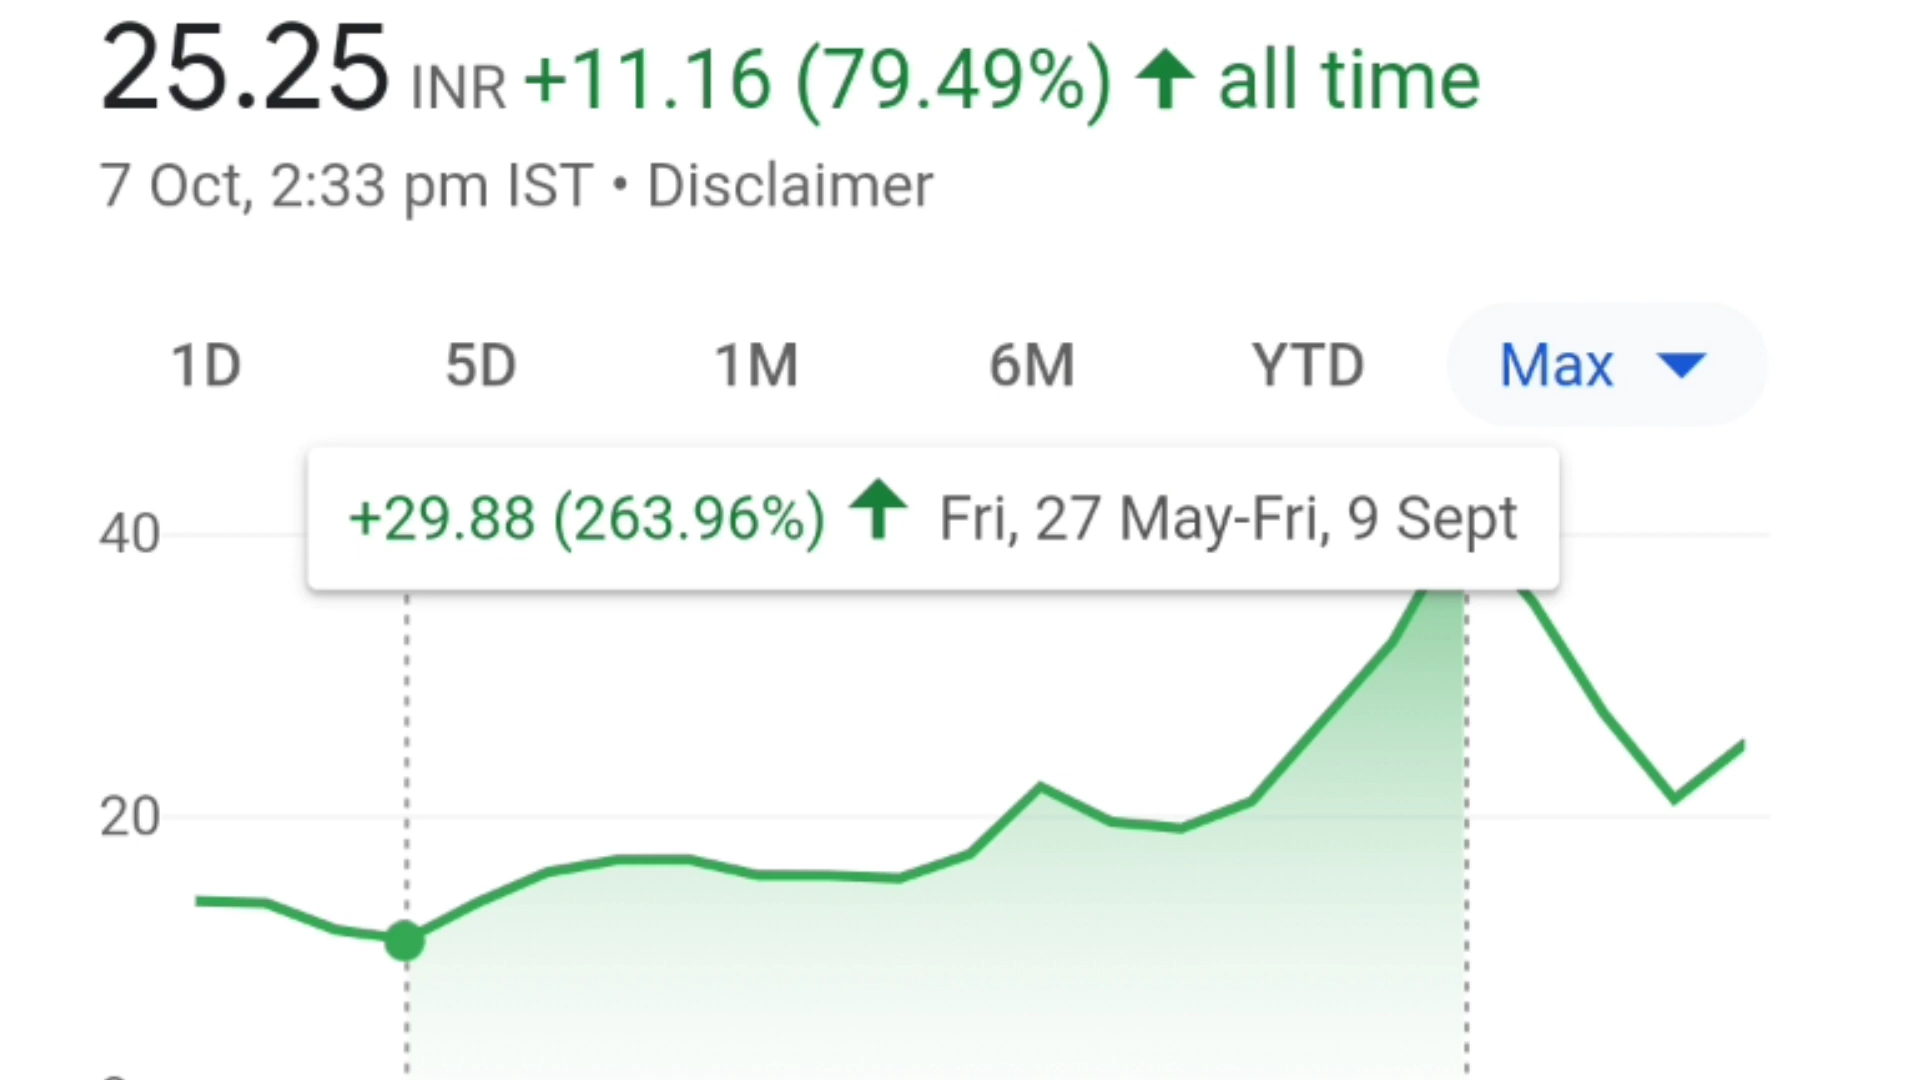 25.25 INR +11.16 (79.49%) ↑ all time
7 Oct, 2:33 pm IST • Disclaimer
1D 5D 1M 6M YTD Max
+29.88 (263.96%) ↑ Fri, 27 May-Fri, 9 Sept
40
20